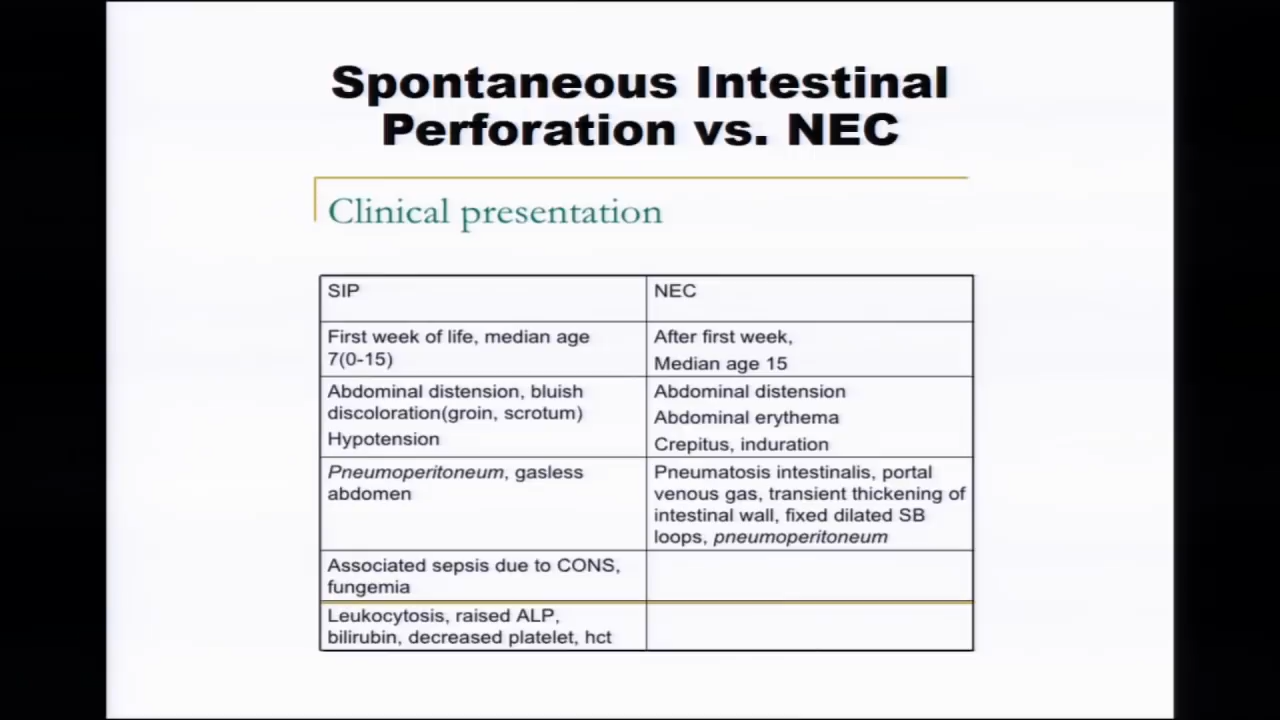 Spontaneous Intestinal
Perforation vs. NEC
Clinical presentation
SIP
NEC
First week of life, median age
7(0-15)
After first week,
Median age 15
Abdominal distension, bluish
discoloration(groin, scrotum)
Hypotension
Abdominal distension
Abdominal erythema
Crepitus, induration
Pneumoperitoneum, gasless
abdomen
Pneumatosis intestinalis, portal
venous gas, transient thickening of
intestinal wall, fixed dilated SB
loops, pneumoperitoneum
Associated sepsis due to CONS,
fungemia
Leukocytosis, raised ALP,
bilirubin, decreased platelet, hct